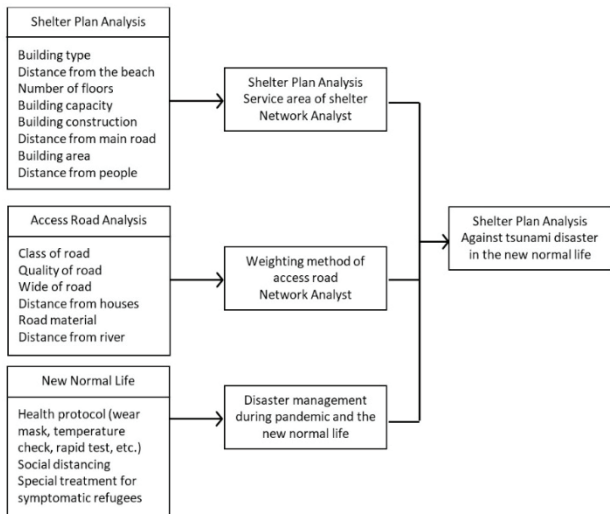 Shelter Plan Analysis
Building type
Distance from the beach
Number of floors
Building capacity
Building construction
Distance from main road
Building area
Distance from people
Shelter Plan Analysis
Service area of shelter
Network Analyst
Access Road Analysis
Class of road
Quality of road
Wide of road
Distance from houses
Road material
Distance from river
Weighting method of
access road
Network Analyst
New Normal Life
Health protocol (wear
mask, temperature
check, rapid test, etc.)
Social distancing
Special treatment for
symptomatic refugees
Disaster management
during pandemic and the
new normal life
Shelter Plan Analysis
Against tsunami disaster
in the new normal life